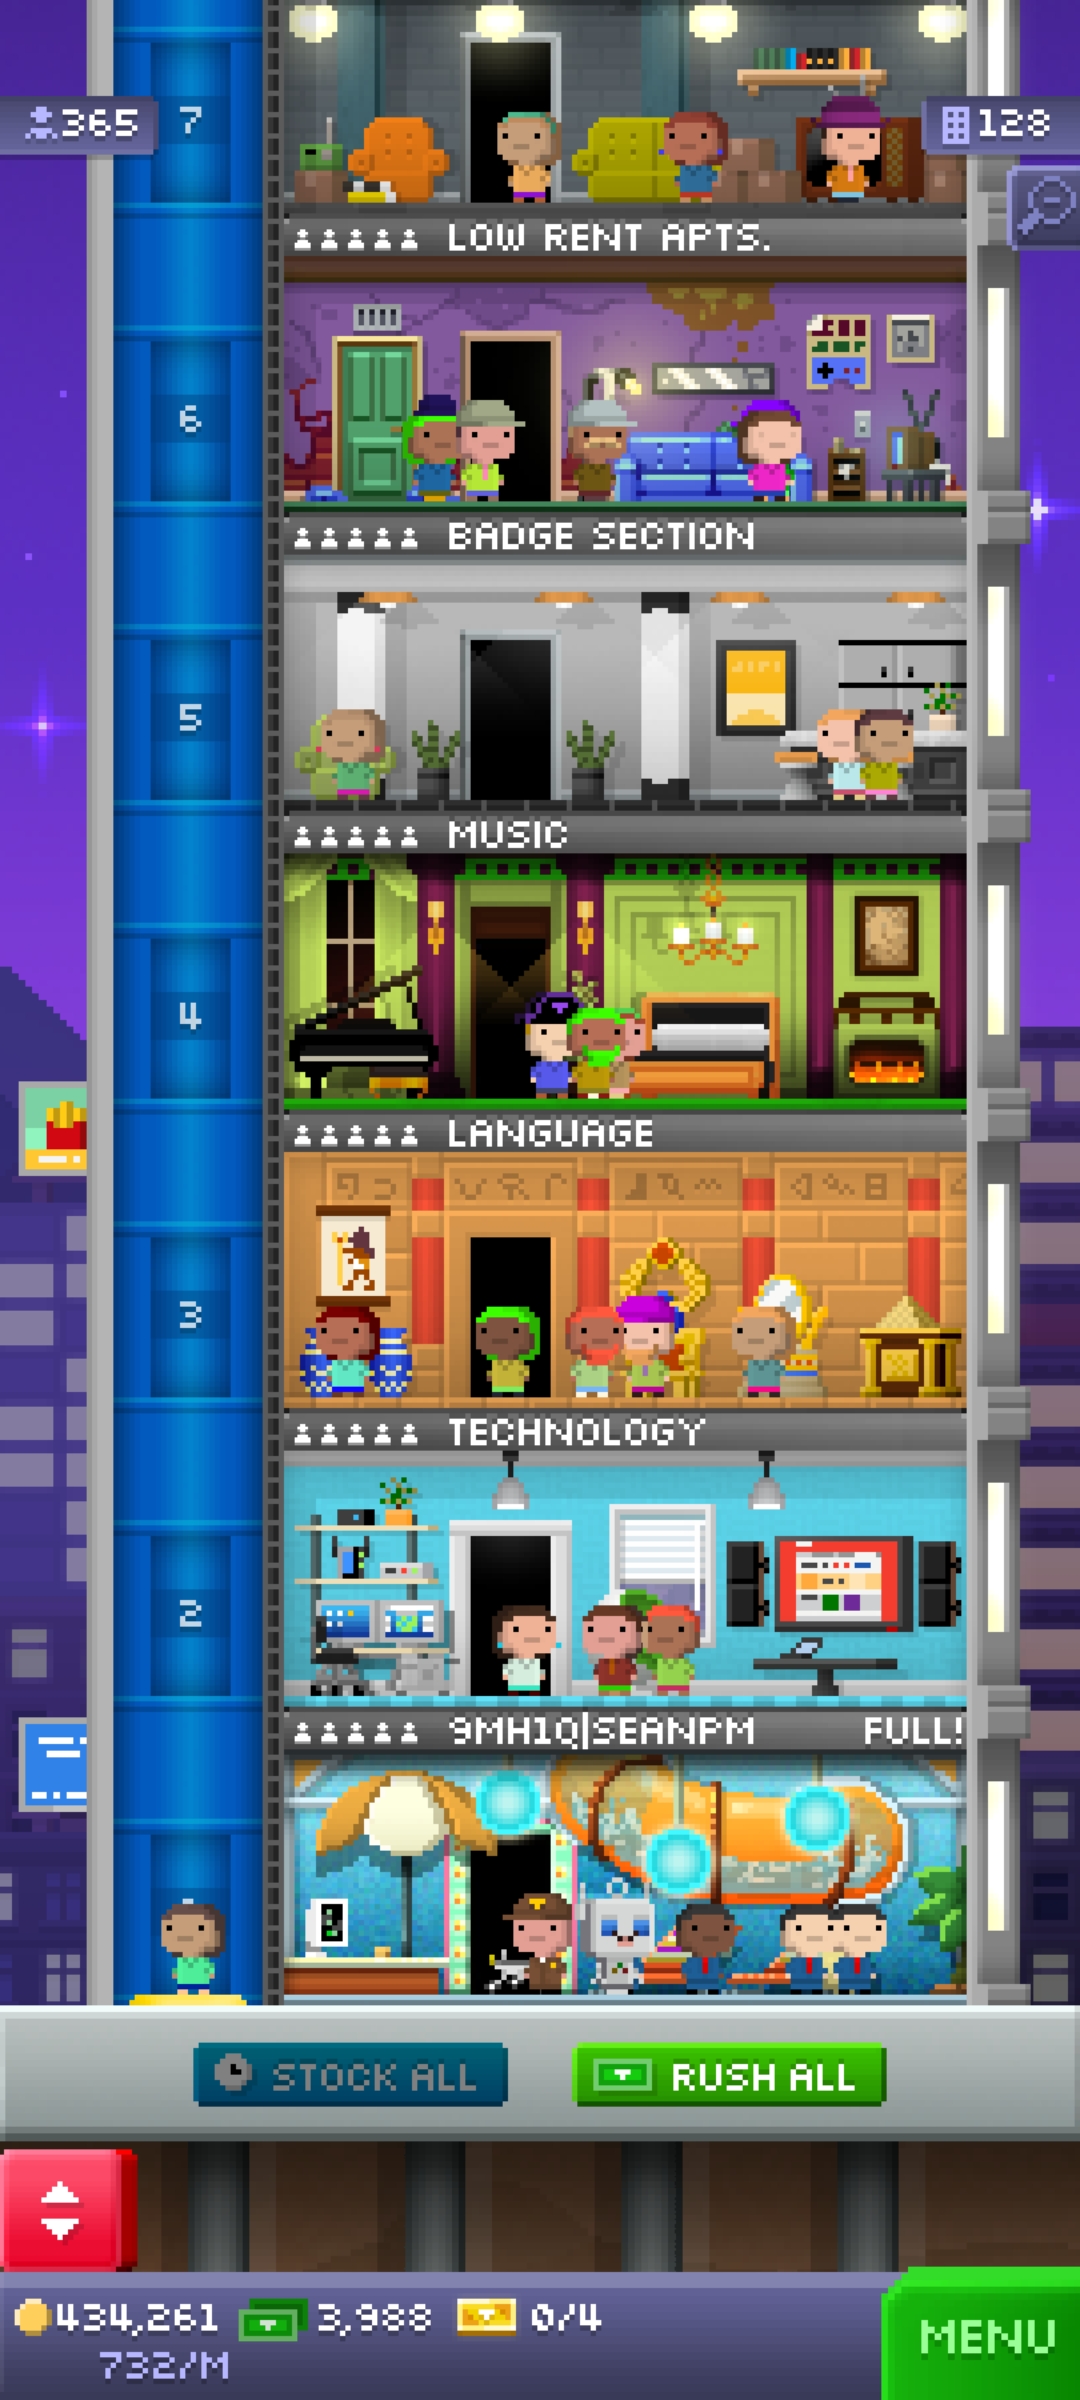 365
7
128
LOW RENT APTS.
6
BADGE SECTION
5
MUSIC
4
LANGUAGE
3
TECHNOLOGY
2
9MH1Q|SEANPM FULL!
STOCK ALL
RUSH ALL
434,261 3,988 0/4
732/M
MENU